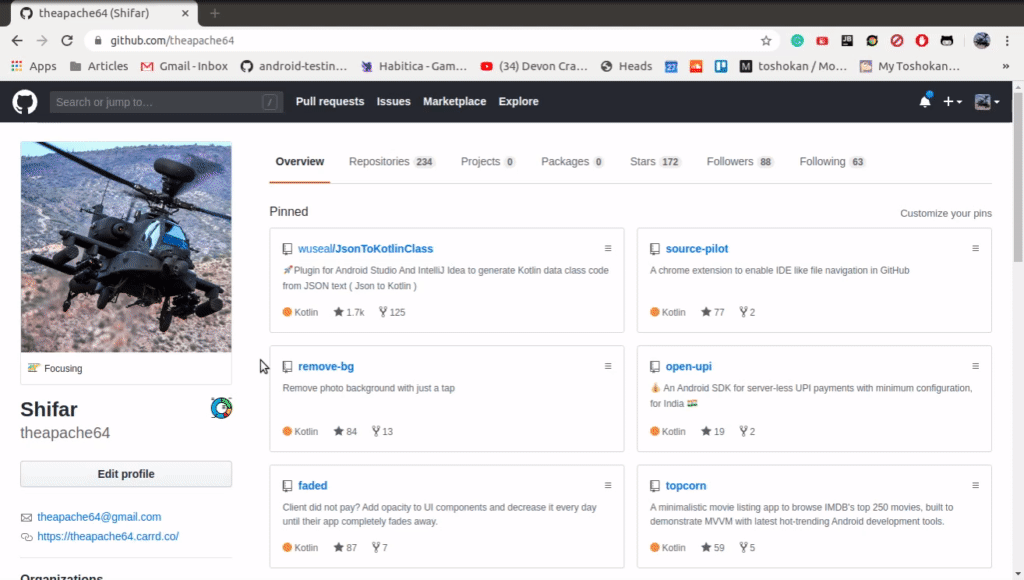 theapache64 (Shifar)
github.com/theapache64
Apps
Articles
Gmail - Inbox
android-testin...
Habitica - Gam...
(34) Devon Cra...
Heads
27
toshokan / Mo...
My Toshokan...
»
Search or jump to...
/
Pull requests
Issues
Marketplace
Explore
Overview
Repositories 234
Projects 0
Packages 0
Stars 172
Followers 88
Following 63
Pinned
Customize your pins
wuseal/JsonToKotlinClass
Plugin for Android Studio And IntelliJ Idea to generate Kotlin data class code
from JSON text ( Json to Kotlin )
Kotlin 1.7k 125
source-pilot
A chrome extension to enable IDE like file navigation in GitHub
Kotlin 77 2
remove-bg
Remove photo background with just a tap
Kotlin 84 13
open-upi
An Android SDK for server-less UPI payments with minimum configuration,
for India
Kotlin 19 2
faded
Client did not pay? Add opacity to UI components and decrease it every day
until their app completely fades away.
Kotlin 87 7
topcorn
A minimalistic movie listing app to browse IMDB's top 250 movies, built to
demonstrate MVVM with latest hot-trending Android development tools.
Kotlin 59 5
Focusing
Shifar
theapache64
Edit profile
theapache64@gmail.com
https://theapache64.carrd.co/
Organizations